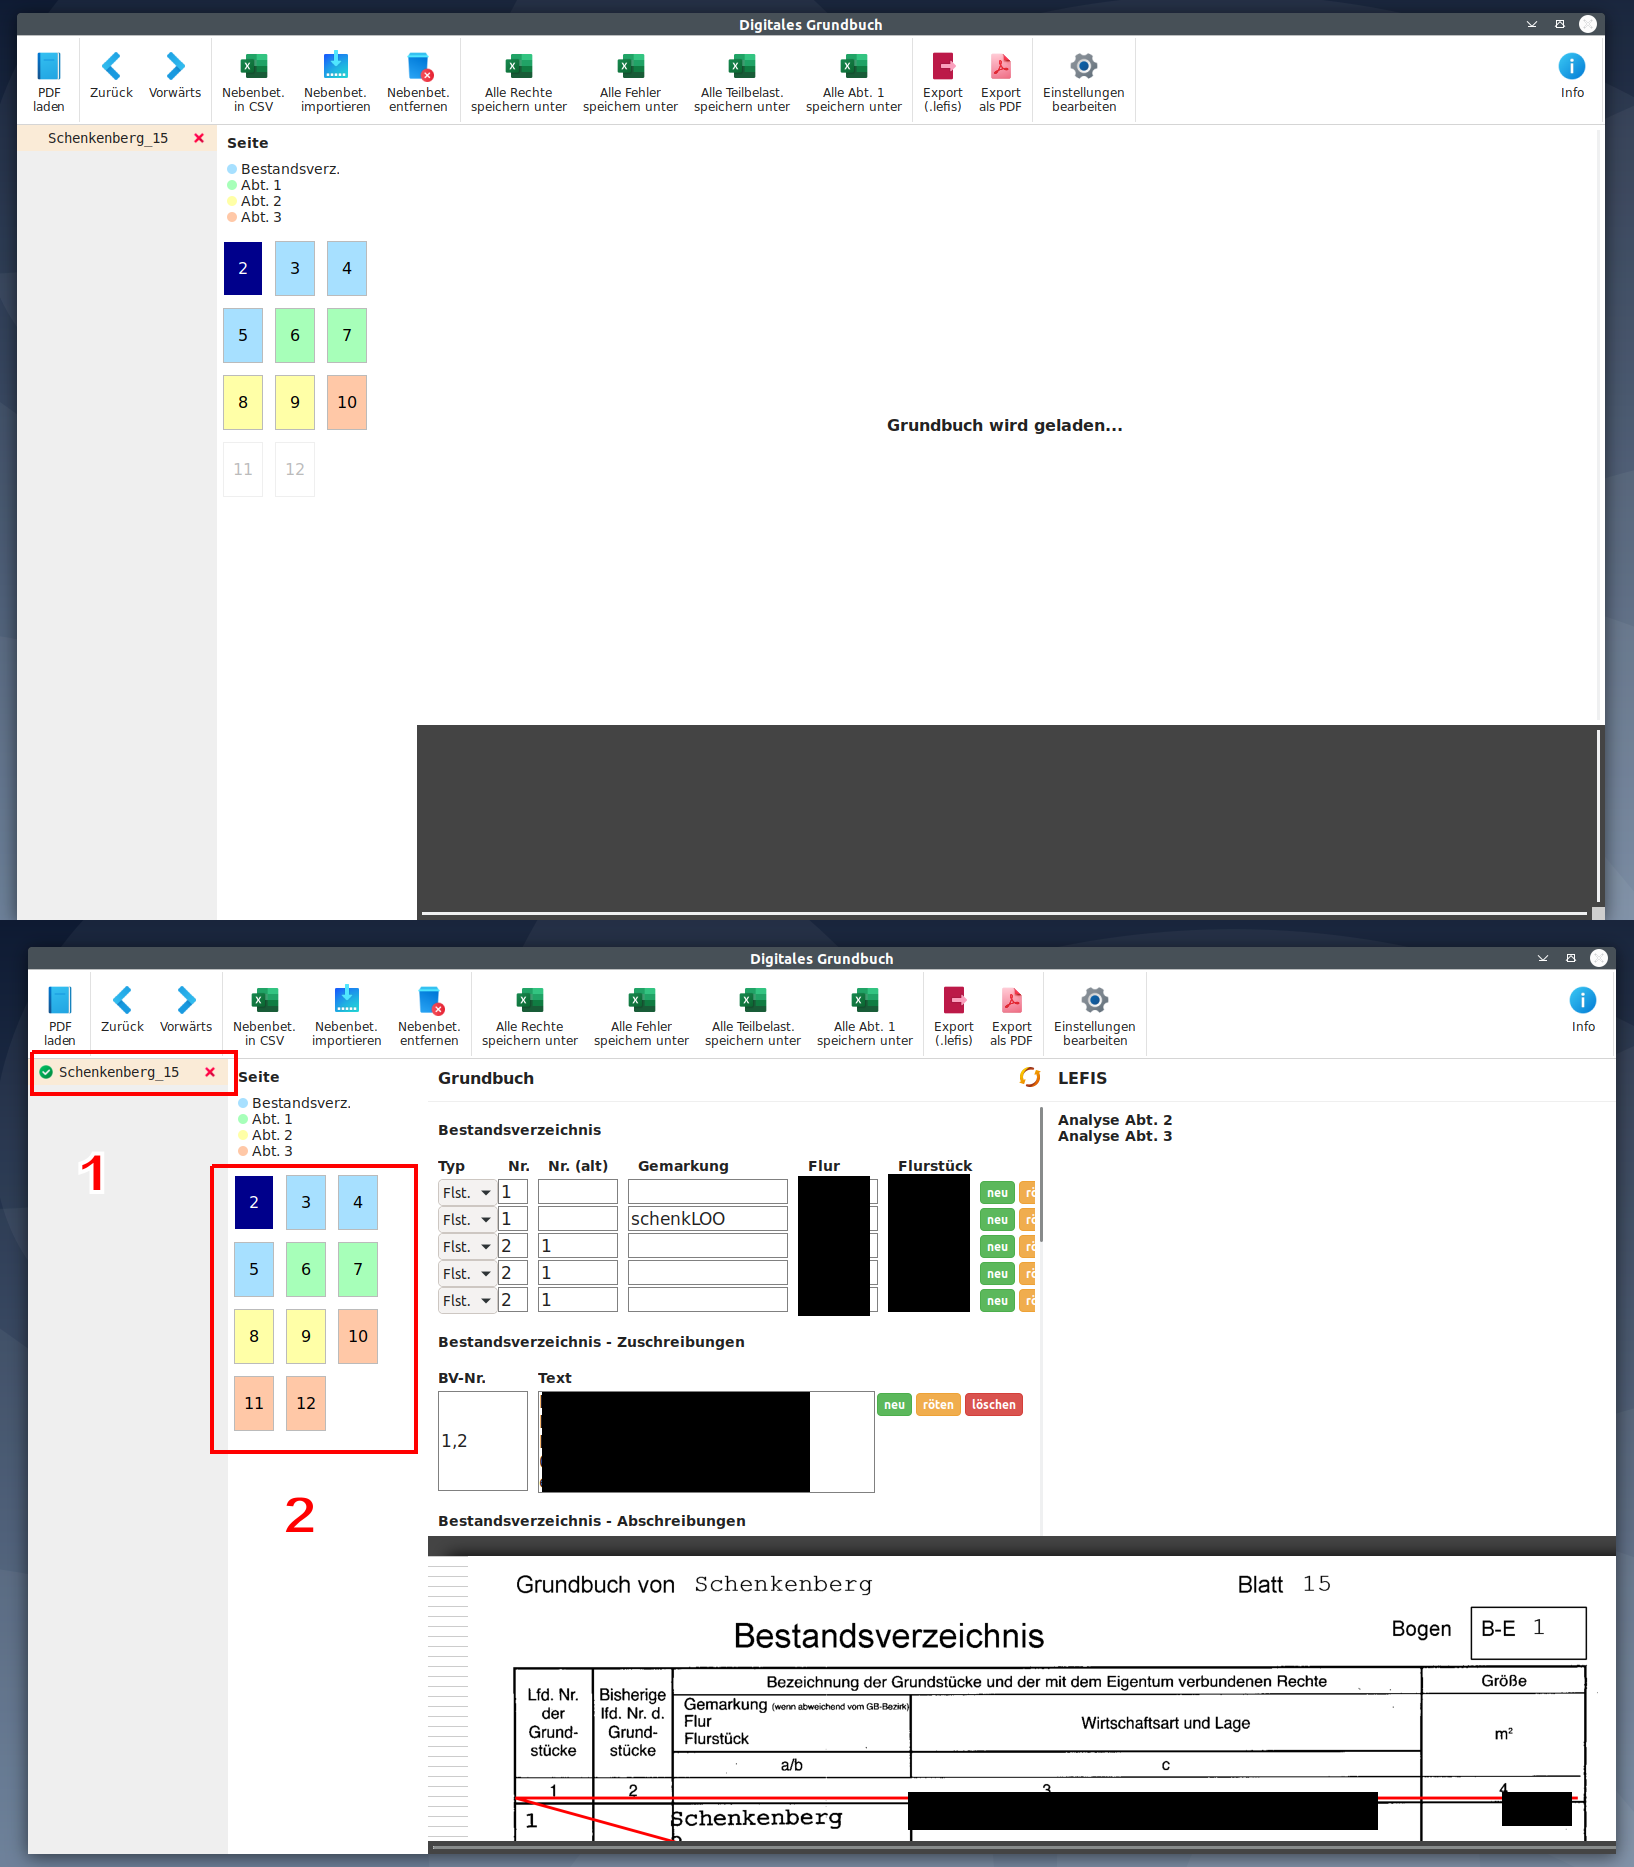 Digitales Grundbuch
PDF laden
Zurück
Vorwärts
Nebenbet. in CSV
Nebenbet. importieren
Nebenbet. entfernen
Alle Rechte speichern unter
Alle Fehler speichern unter
Alle Teilbelast. speichern unter
Alle Abt. 1 speichern unter
Export (.lefis)
Export als PDF
Einstellungen bearbeiten
Info
Schenkenberg_15
Seite
Bestandsverz.
Abt. 1
Abt. 2
Abt. 3
2 3 4
5 6 7
8 9 10
11 12
Grundbuch wird geladen...
Digitales Grundbuch
PDF laden
Zurück
Vorwärts
Nebenbet. in CSV
Nebenbet. importieren
Nebenbet. entfernen
Alle Rechte speichern unter
Alle Fehler speichern unter
Alle Teilbelast. speichern unter
Alle Abt. 1 speichern unter
Export (.lefis)
Export als PDF
Einstellungen bearbeiten
Info
Schenkenberg_15
1
Seite
Bestandsverz.
Abt. 1
Abt. 2
Abt. 3
2 3 4
5 6 7
8 9 10
11 12
2
Grundbuch
Bestandsverzeichnis
Typ Nr. Nr. (alt) Gemarkung Flur Flurstück
Flst. 1 neu rö
Flst. 1 schenkLOO neu rö
Flst. 2 1 neu rö
Flst. 2 1 neu rö
Flst. 2 1 neu rö
Bestandsverzeichnis - Zuschreibungen
BV-Nr. Text
1,2 neu röten löschen
Bestandsverzeichnis - Abschreibungen
LEFIS
Analyse Abt. 2
Analyse Abt. 3
Grundbuch von Schenkenberg Blatt 15
Bestandsverzeichnis
Bogen B-E 1
Lfd. Nr. der Grund-stücke
Bisherige lfd. Nr. d. Grund-stücke
Bezeichnung der Grundstücke und der mit dem Eigentum verbundenen Rechte
Gemarkung (wenn abweichend vom GB-Bezirk)
Flur
Flurstück
a/b
Wirtschaftsart und Lage
c
Größe
m²
1 2 3 4
1 Schenkenberg